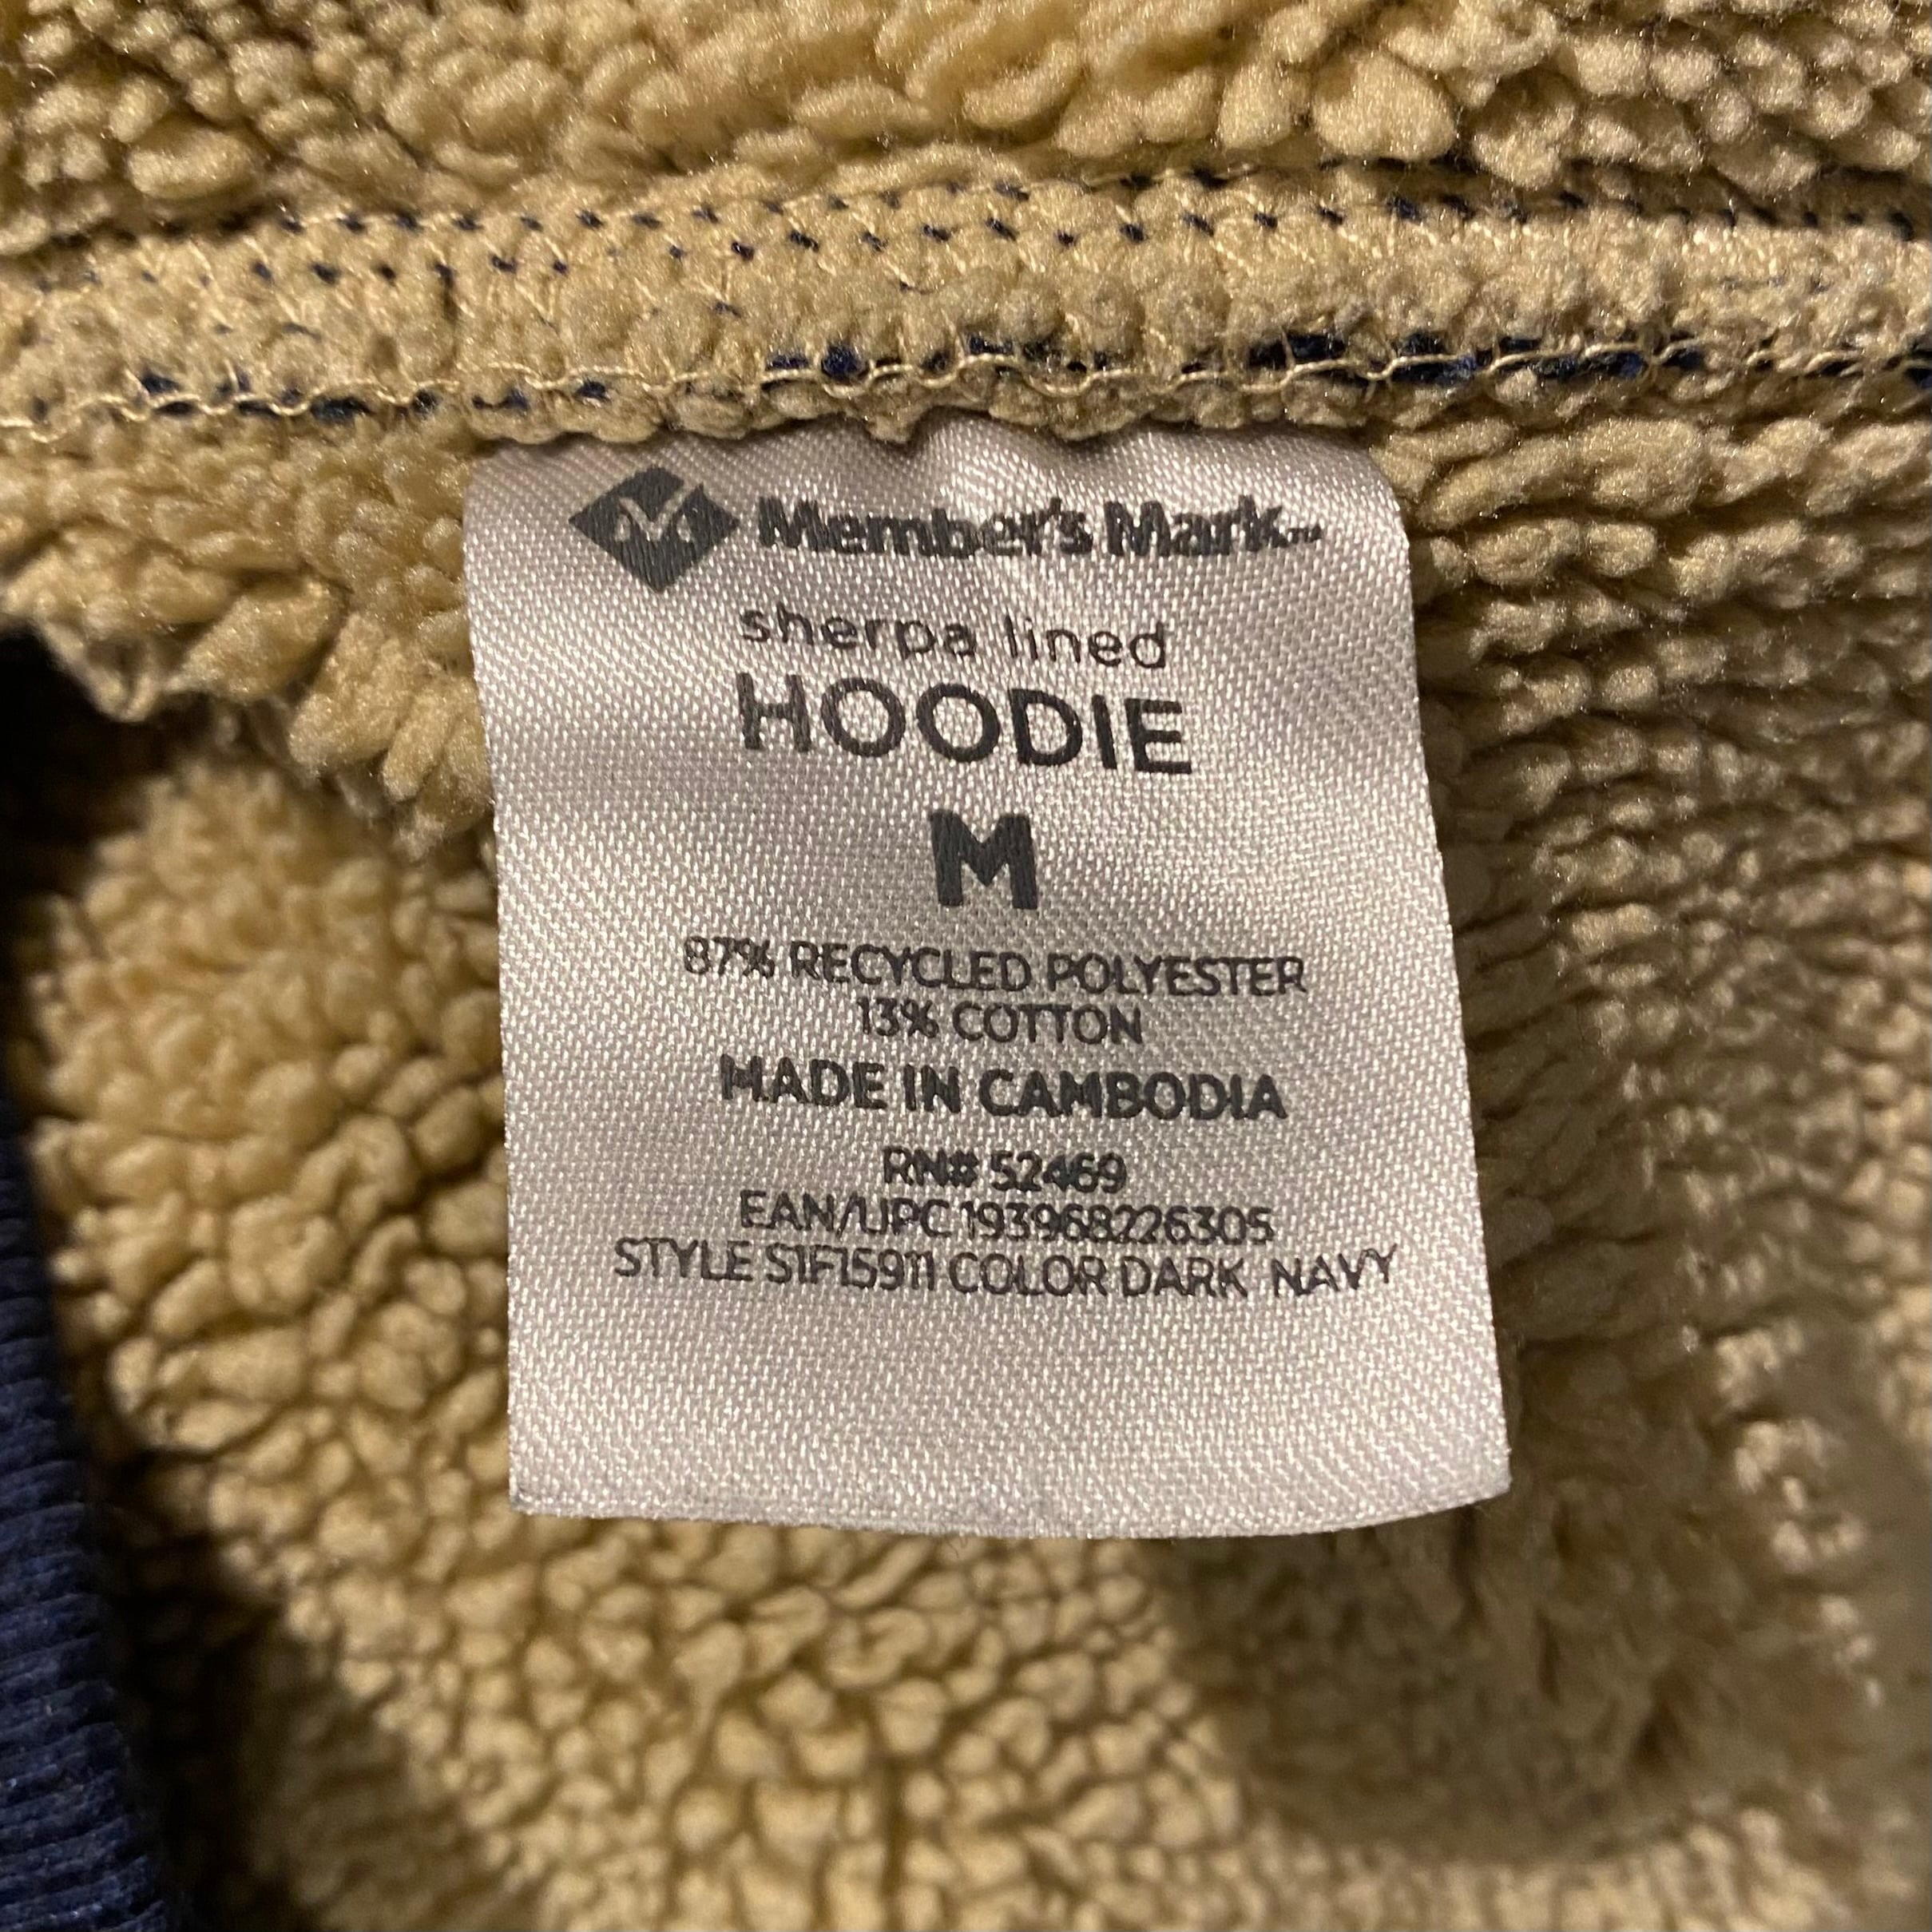 Member's Mark™
sherpa lined
HOODIE
M
87% RECYCLED POLYESTER
13% COTTON
MADE IN CAMBODIA
RN# 52469
EAN/UPC 193968226305
STYLE S1F15911 COLOR DARK NAVY